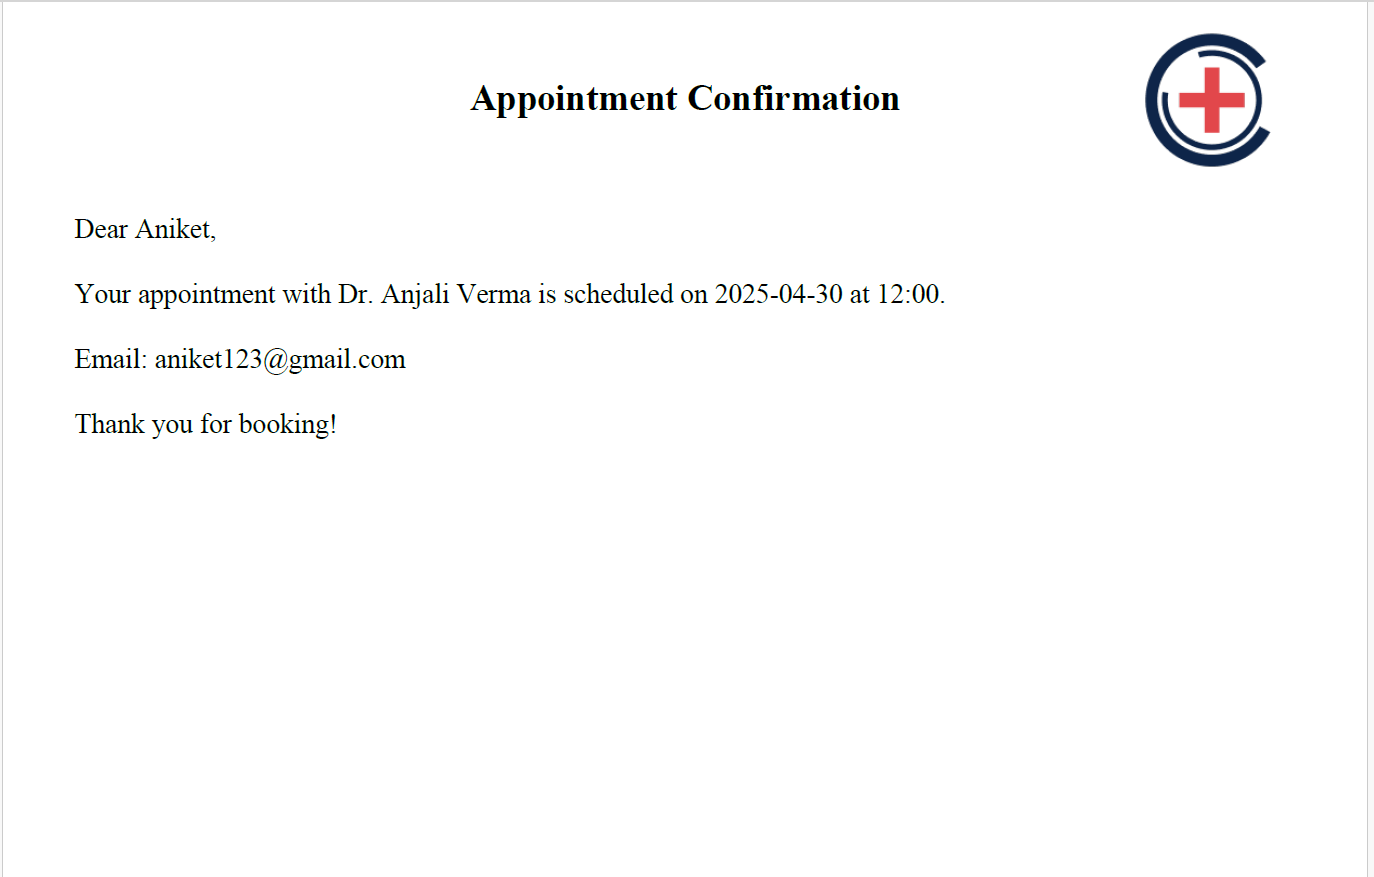 Appointment Confirmation
Dear Aniket,
Your appointment with Dr. Anjali Verma is scheduled on 2025-04-30 at 12:00.
Email: aniket123@gmail.com
Thank you for booking!